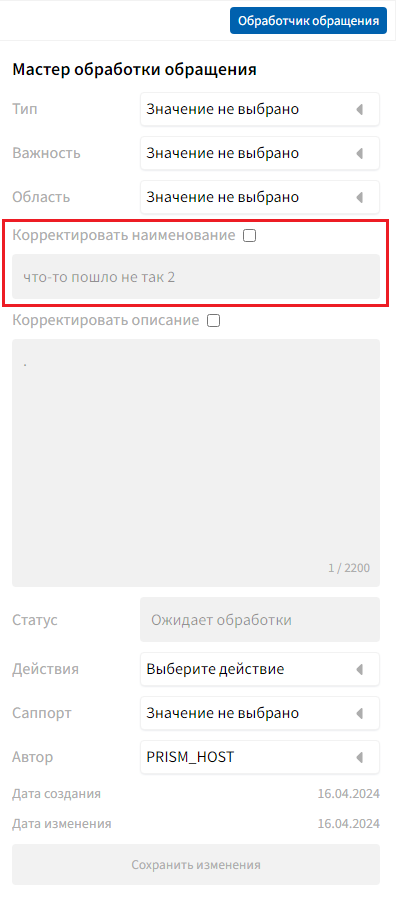 Обработчик обращения
Мастер обработки обращения
Тип Значение не выбрано
Важность Значение не выбрано
Область Значение не выбрано
Корректировать наименование
что-то пошло не так 2
Корректировать описание
.
1 / 2200
Статус Ожидает обработки
Действия Выберите действие
Саппорт Значение не выбрано
Автор PRISM_HOST
Дата создания 16.04.2024
Дата изменения 16.04.2024
Сохранить изменения